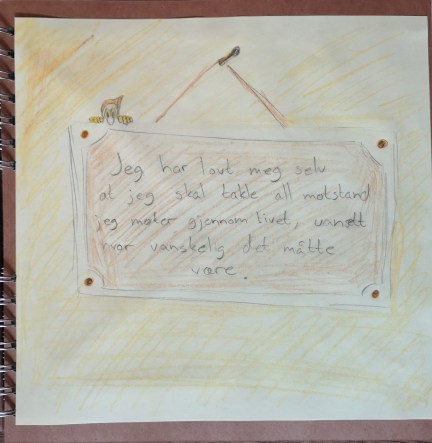 Jeg har lovt meg selv
at jeg skal takle all motstand
jeg møter gjennom livet, uansett
hvor vanskelig det måtte
være.